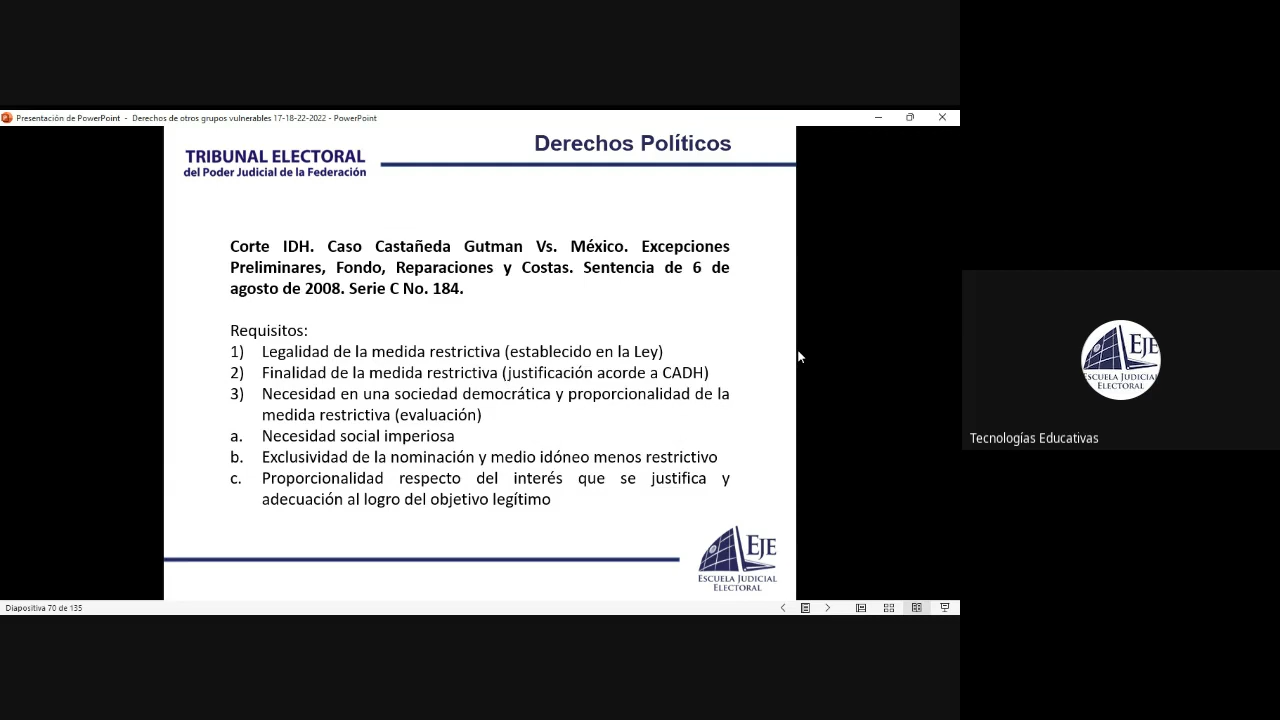 Presentación de PowerPoint - Derechos de otros grupos vulnerables 17-18-22-2022 - PowerPoint
Derechos Políticos
TRIBUNAL ELECTORAL
del Poder Judicial de la Federación
Corte IDH. Caso Castañeda Gutman Vs. México. Excepciones
Preliminares, Fondo, Reparaciones y Costas. Sentencia de 6 de
agosto de 2008. Serie C No. 184.
Requisitos:
1) Legalidad de la medida restrictiva (establecido en la Ley)
2) Finalidad de la medida restrictiva (justificación acorde a CADH)
3) Necesidad en una sociedad democrática y proporcionalidad de la
medida restrictiva (evaluación)
a. Necesidad social imperiosa
b. Exclusividad de la nominación y medio idóneo menos restrictivo
c. Proporcionalidad respecto del interés que se justifica y
adecuación al logro del objetivo legítimo
EJE
ESCUELA JUDICIAL
ELECTORAL
Diapositiva 70 de 135
EJE
ESCUELA JUDICIAL
ELECTORAL
Tecnologías Educativas